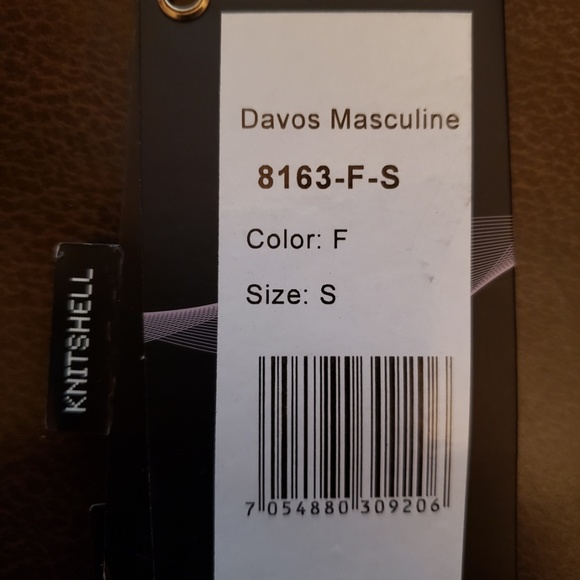 Davos Masculine
8163-F-S
Color: F
Size: S
KNITSHELL
7 054880 309206